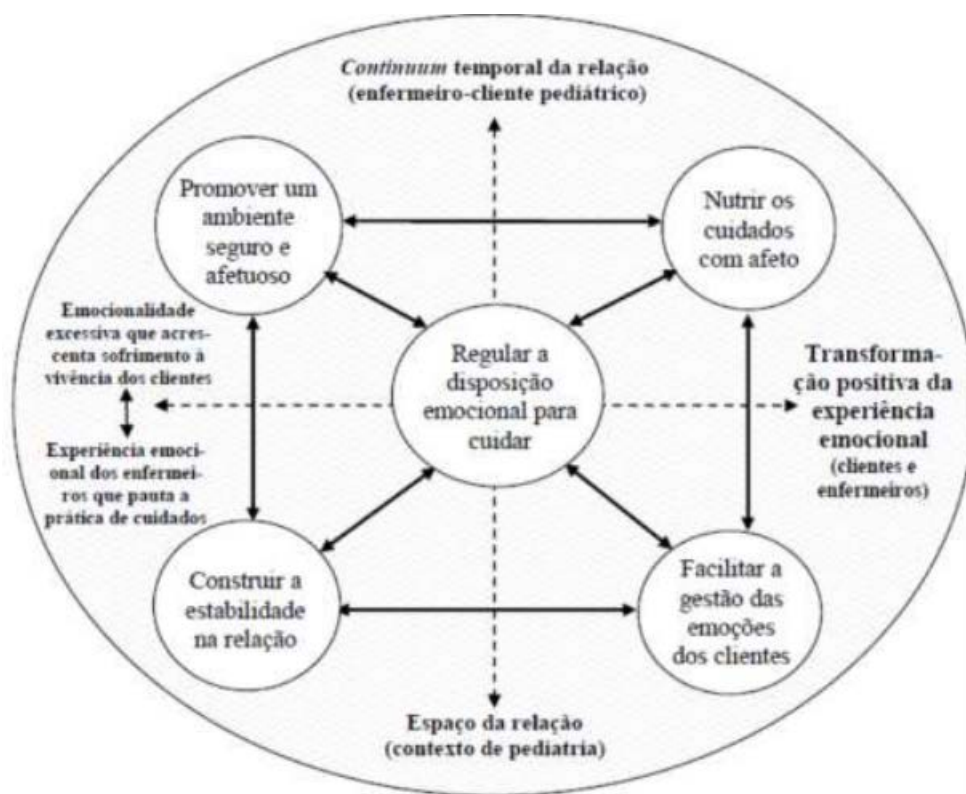 Continuum temporal da relação
(enfermeiro-cliente pediátrico)
Promover um
ambiente
seguro e
afetuoso
Nutrir os
cuidados
com afeto
Emocionalidade
excessiva que acres-
centa sofrimento à
vivência dos clientes
Experiência emoci-
onal dos enfermei-
ros que pauta a
prática de cuidados
Regular a
disposição
emocional para
cuidar
Transforma-
ção positiva da
experiência
emocional
(clientes e
enfermeiros)
Construir a
estabilidade
na relação
Facilitar a
gestão das
emoções
dos clientes
Espaço da relação
(contexto de pediatria)